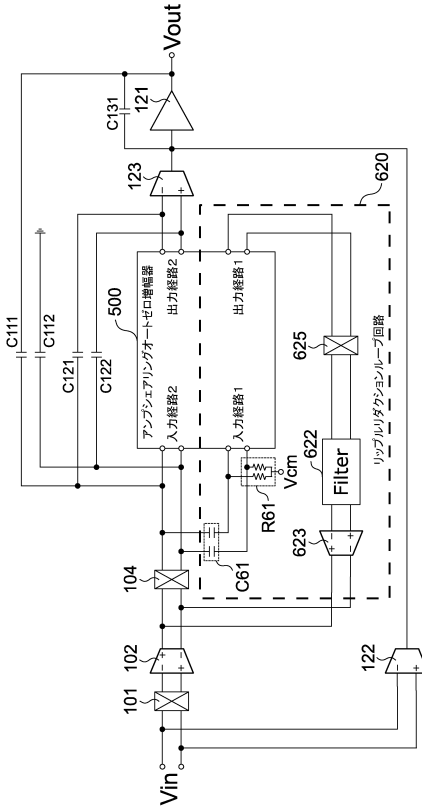 C111
C112
C121
C122
C131
Vout
121
123
500
アンプシェアリングオートゼロ増幅器
入力経路2
出力経路2
入力経路1
出力経路1
620
104
102
101
Vin
C61
R61
Vcm
625
622
Filter
623
リップルリダクションループ回路
122